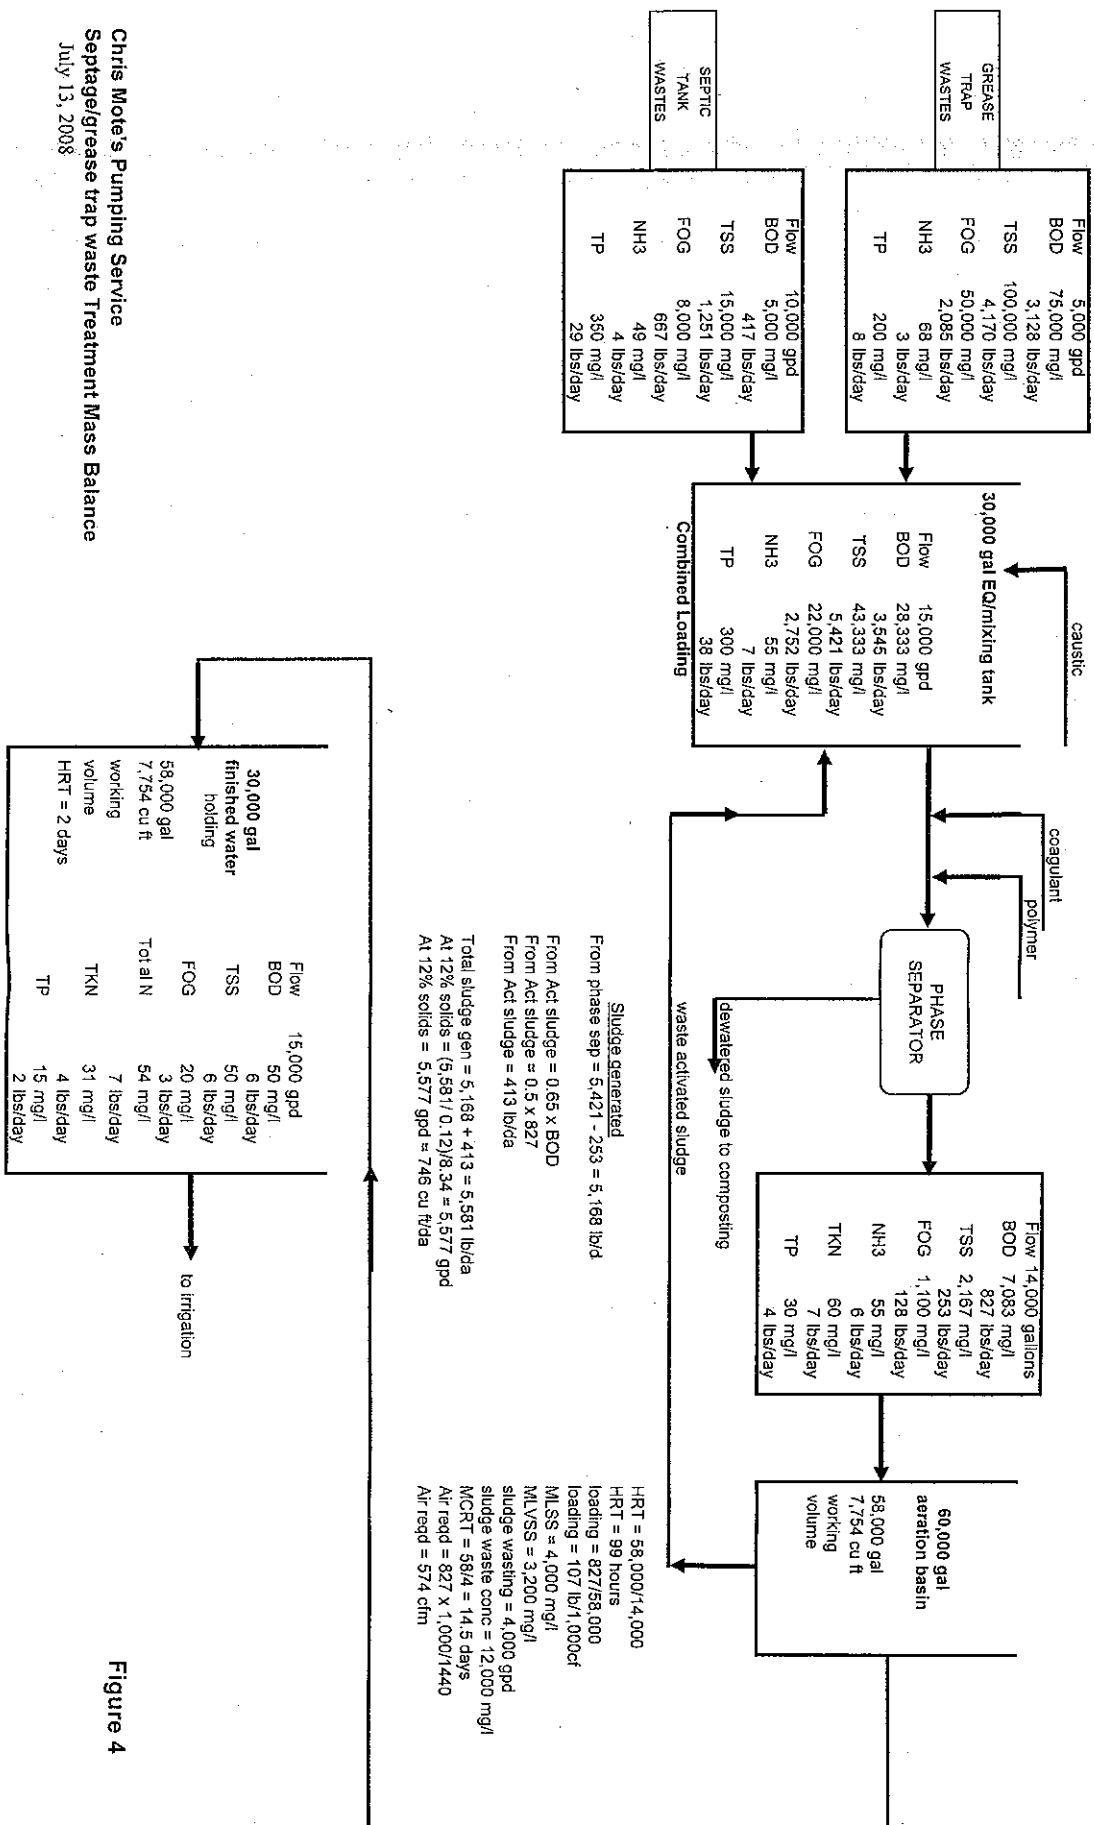 GREASE
TRAP
WASTES
Flow 5,000 gpd
BOD 75,000 mg/l
3,128 lbs/day
TSS 100,000 mg/l
4,170 lbs/day
FOG 50,000 mg/l
2,085 lbs/day
NH3 68 mg/l
3 lbs/day
TP 200 mg/l
8 lbs/day
SEPTIC
TANK
WASTES
Flow 10,000 gpd
BOD 5,000 mg/l
417 lbs/day
TSS 15,000 mg/l
1,251 lbs/day
FOG 8,000 mg/l
667 lbs/day
NH3 49 mg/l
4 lbs/day
TP 350 mg/l
29 lbs/day
caustic
30,000 gal EQ/mixing tank
Flow 15,000 gpd
BOD 28,333 mg/l
3,545 lbs/day
TSS 43,333 mg/l
5,421 lbs/day
FOG 22,000 mg/l
2,752 lbs/day
NH3 55 mg/l
7 lbs/day
TP 300 mg/l
38 lbs/day
Combined Loading
coagulant
polymer
PHASE
SEPARATOR
dewatered sludge to composting
waste activated sludge
Flow 14,000 gallons
BOD 7,083 mg/l
827 lbs/day
TSS 2,167 mg/l
253 lbs/day
FOG 1,100 mg/l
128 lbs/day
NH3 55 mg/l
6 lbs/day
TKN 60 mg/l
7 lbs/day
TP 30 mg/l
4 lbs/day
60,000 gal
aeration basin
58,000 gal
7,754 cu ft
working
volume
Sludge generated
From phase sep = 5,421 - 253 = 5,168 lb/d
From Act sludge = 0.65 x BOD
From Act sludge = 0.5 x 827
From Act sludge = 413 lb/da
Total sludge gen = 5,168 + 413 = 5,581 lb/da
At 12% solids = (5,581/ 0.12)/8.34 = 5,577 gpd
At 12% solids = 5,577 gpd = 746 cu ft/da
HRT = 58,000/14,000
HRT = 99 hours
loading = 827/58,000
loading = 107 lb/1,000cf
MLSS = 4,000 mg/l
MLVSS = 3,200 mg/l
sludge wasting = 4,000 gpd
sludge waste conc = 12,000 mg/l
MCRT = 58/4 = 14.5 days
Air reqd = 827 x 1,000/1440
Air reqd = 574 cfm
30,000 gal
finished water
holding
58,000 gal
7,754 cu ft
working
volume
HRT = 2 days
Flow 15,000 gpd
BOD 50 mg/l
6 lbs/day
TSS 50 mg/l
6 lbs/day
FOG 20 mg/l
3 lbs/day
Total N 54 mg/l
7 lbs/day
TKN 31 mg/l
4 lbs/day
TP 15 mg/l
2 lbs/day
to irrigation
Chris Mote's Pumping Service
Septage/grease trap waste Treatment Mass Balance
July 13, 2008
Figure 4